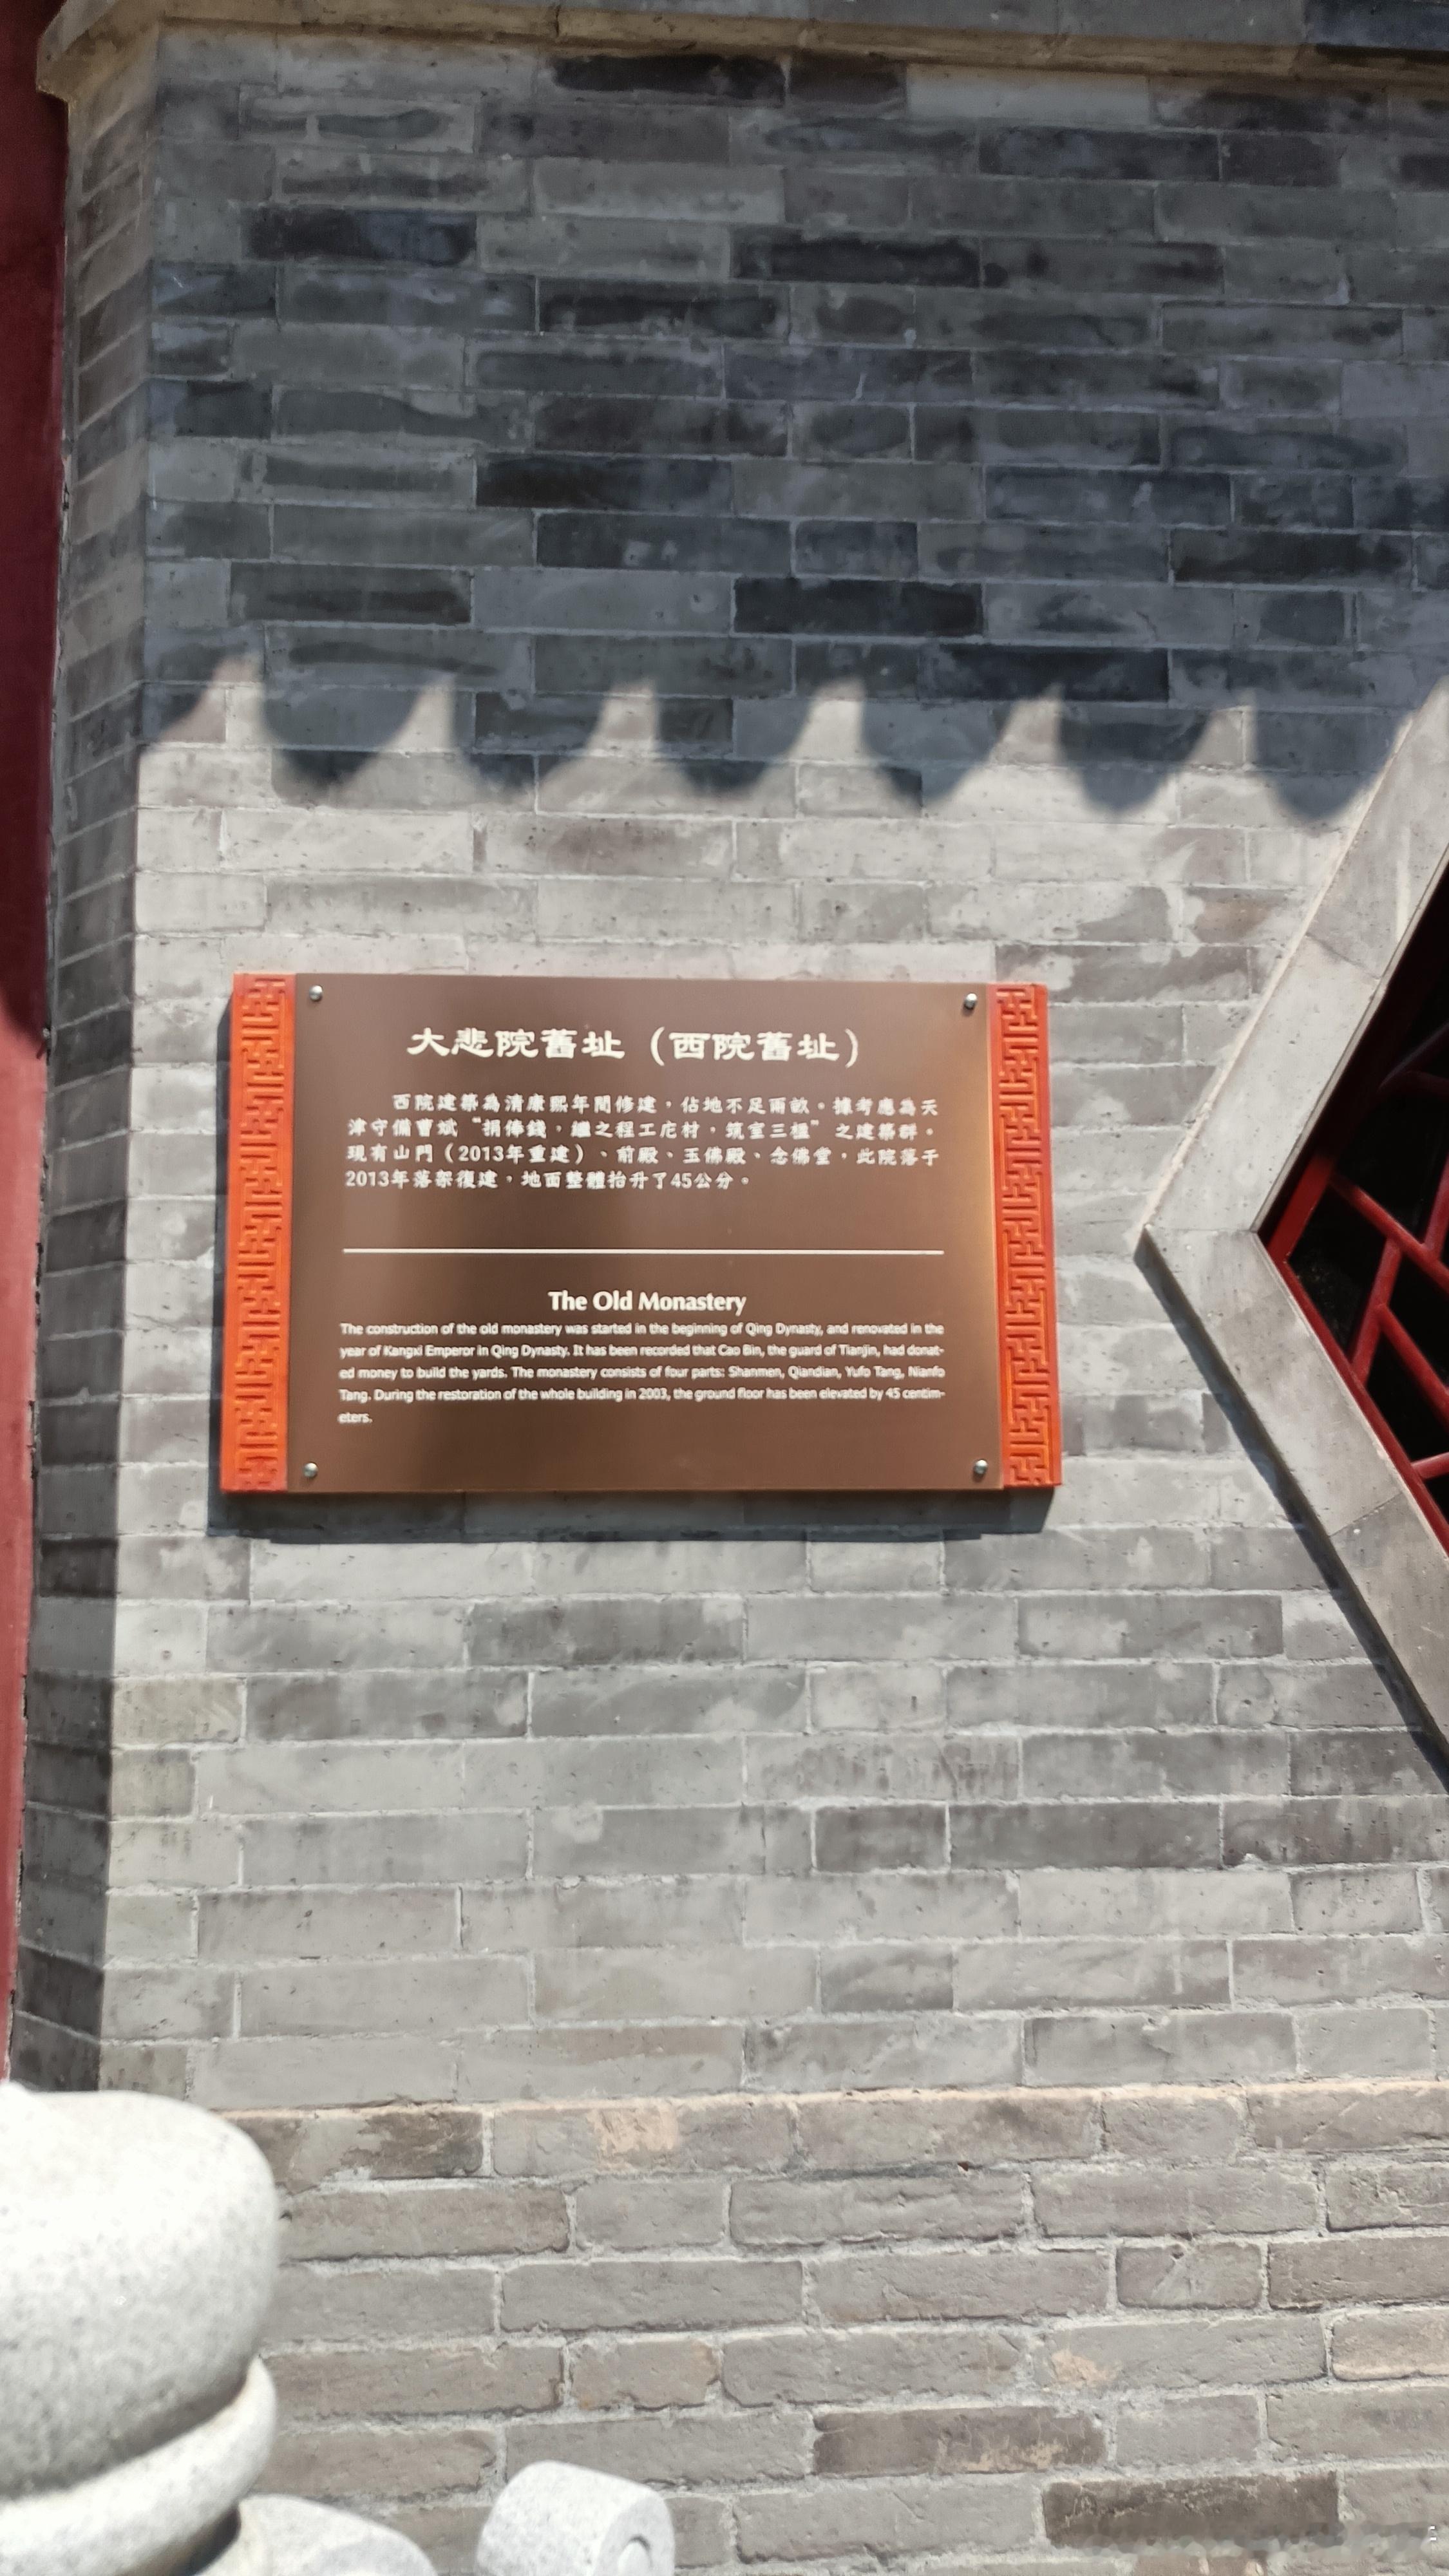 大悲院舊址（西院舊址）
西院建築為清康熙年間修建，佔地不足兩畝。據考應為天
津守備曹斌“捐俸錢，繼之程工庀村，筑室三楹”之建築群。
現有山門（2013年重建）、前殿、玉佛殿、念佛堂，此院落于
2013年落架復建，地面整體抬升了45公分。
The Old Monastery
The construction of the old monastery was started in the beginning of Qing Dynasty, and renovated in the
year of Kangxi Emperor in Qing Dynasty. It has been recorded that Cao Bin, the guard of Tianjin, had donat-
ed money to build the yards. The monastery consists of four parts: Shanmen, Qiandian, Yufo Tang, Nianfo
Tang. During the restoration of the whole building in 2003, the ground floor has been elevated by 45 centim-
eters.